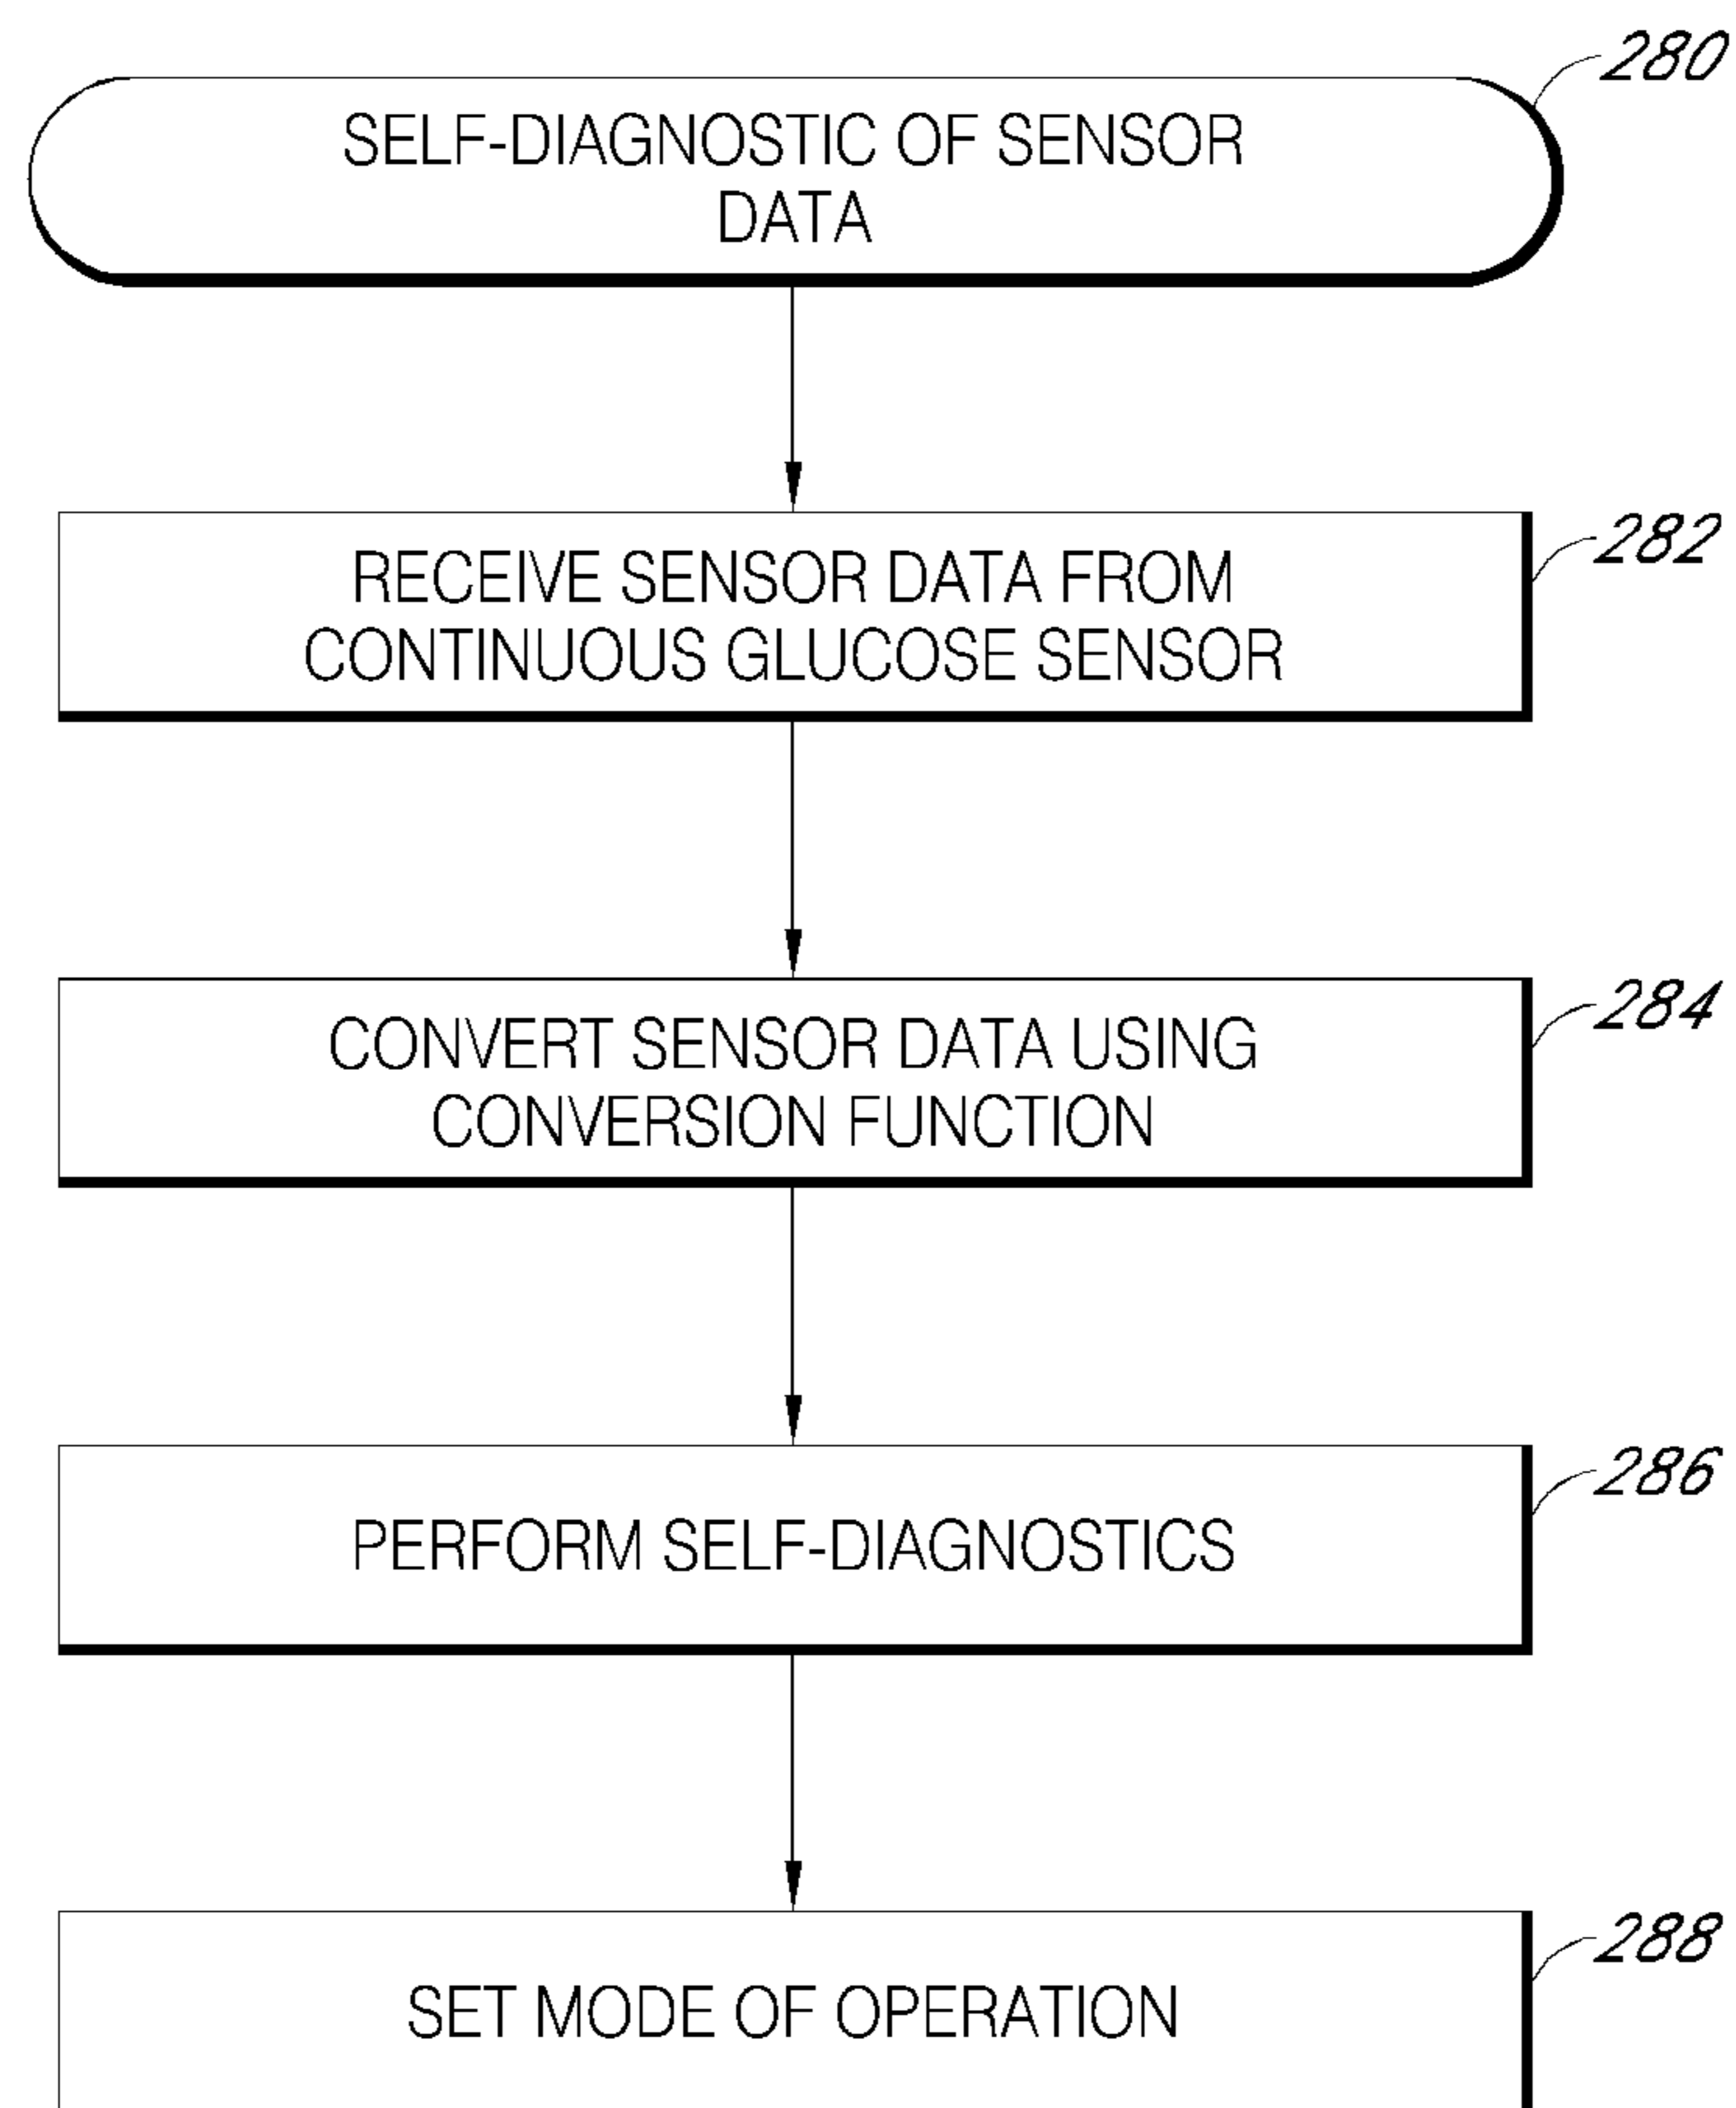 280
SELF-DIAGNOSTIC OF SENSOR
DATA
282
RECEIVE SENSOR DATA FROM
CONTINUOUS GLUCOSE SENSOR
284
CONVERT SENSOR DATA USING
CONVERSION FUNCTION
286
PERFORM SELF-DIAGNOSTICS
288
SET MODE OF OPERATION